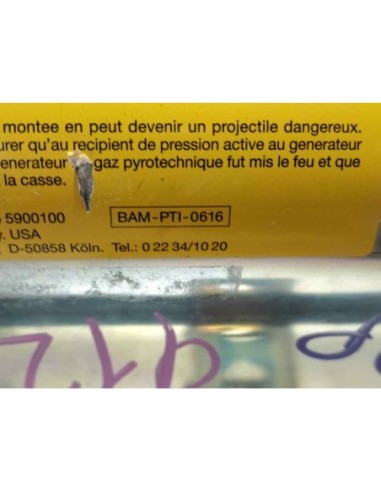 montee en peut devenir un projectile dangereux.
urer qu'au recipient de pression active au generateur
enerateur gaz pyrotechnique fut mis le feu et que
la casse.
5900100 BAM-PTI-0616
. USA
D-50858 Köln. Tel.: 0 22 34/10 20